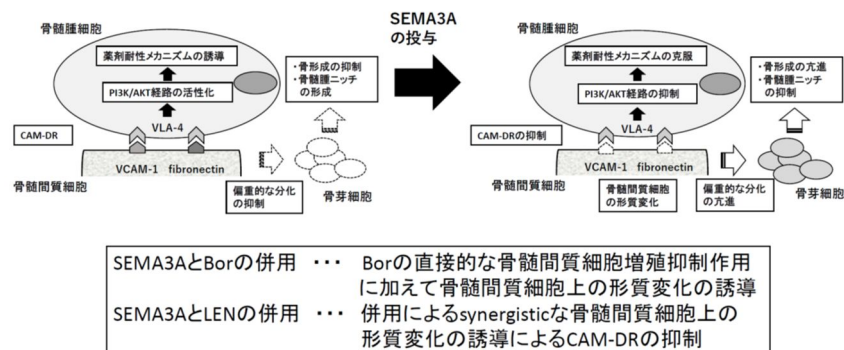 骨髄腫細胞
薬剤耐性メカニズムの誘導
PI3K/AKT経路の活性化
VLA-4
・骨形成の抑制
・骨髄腫ニッチ
の形成
CAM-DR
VCAM-1 fibronectin
骨髄間質細胞
偏重的な分化
の抑制
骨芽細胞
SEMA3A
の投与
骨髄腫細胞
薬剤耐性メカニズムの克服
PI3K/AKT経路の抑制
VLA-4
・骨形成の亢進
・骨髄腫ニッチ
の抑制
CAM-DRの抑制
VCAM-1 fibronectin
骨髄間質細胞
骨髄間質細胞
の形質変化
偏重的な分化
の亢進
骨芽細胞
SEMA3AとBorの併用 ・・・ Borの直接的な骨髄間質細胞増殖抑制作用
に加えて骨髄間質細胞上の形質変化の誘導
SEMA3AとLENの併用 ・・・ 併用によるsynergisticな骨髄間質細胞上の
形質変化の誘導によるCAM-DRの抑制